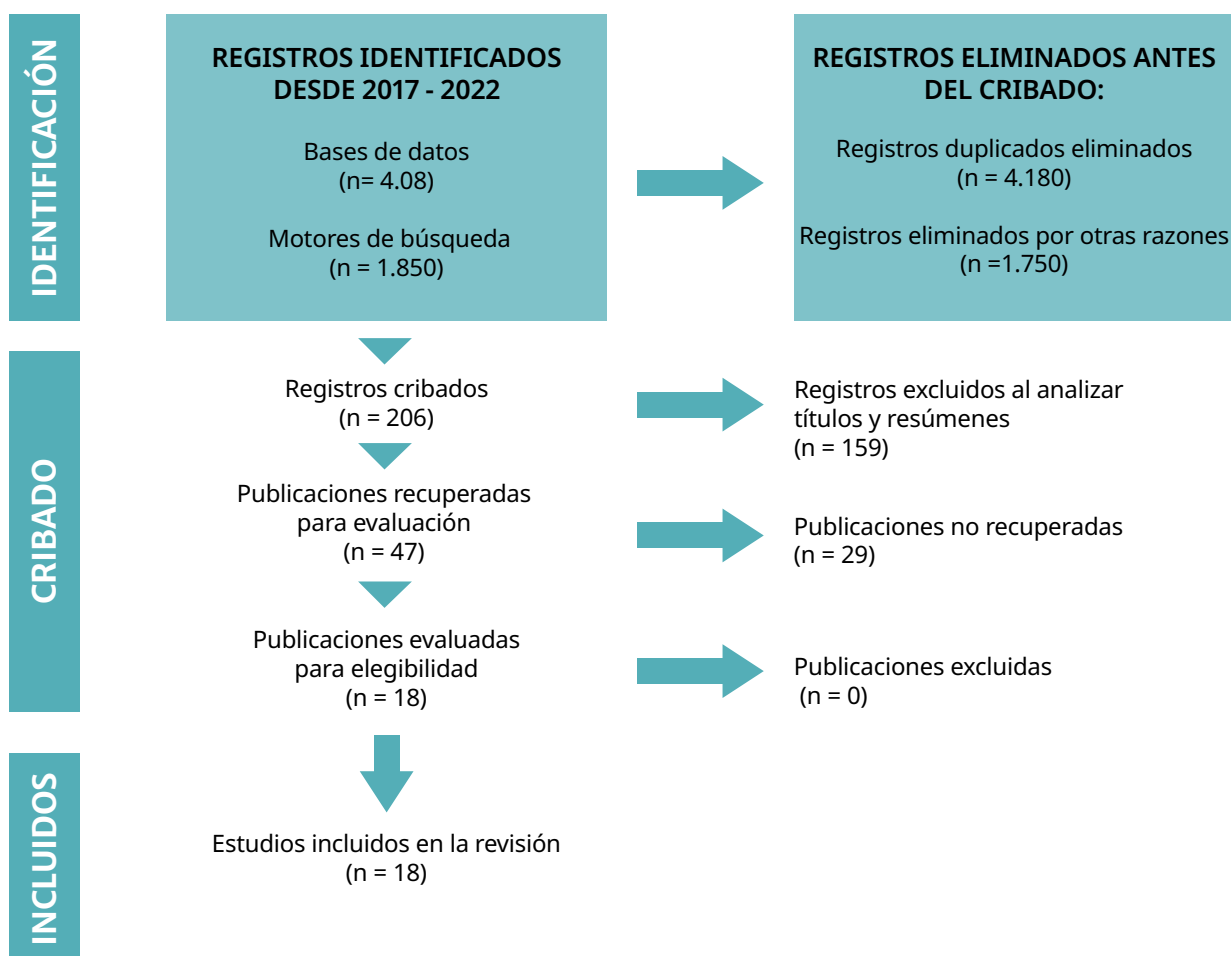 IDENTIFICACIÓN
REGISTROS IDENTIFICADOS
DESDE 2017 - 2022
Bases de datos
(n= 4.08)
Motores de búsqueda
(n = 1.850)
REGISTROS ELIMINADOS ANTES
DEL CRIBADO:
Registros duplicados eliminados
(n = 4.180)
Registros eliminados por otras razones
(n =1.750)
CRIBADO
Registros cribados
(n = 206)
Registros excluidos al analizar
títulos y resúmenes
(n = 159)
Publicaciones recuperadas
para evaluación
(n = 47)
Publicaciones no recuperadas
(n = 29)
Publicaciones evaluadas
para elegibilidad
(n = 18)
Publicaciones excluidas
(n = 0)
INCLUIDOS
Estudios incluidos en la revisión
(n = 18)